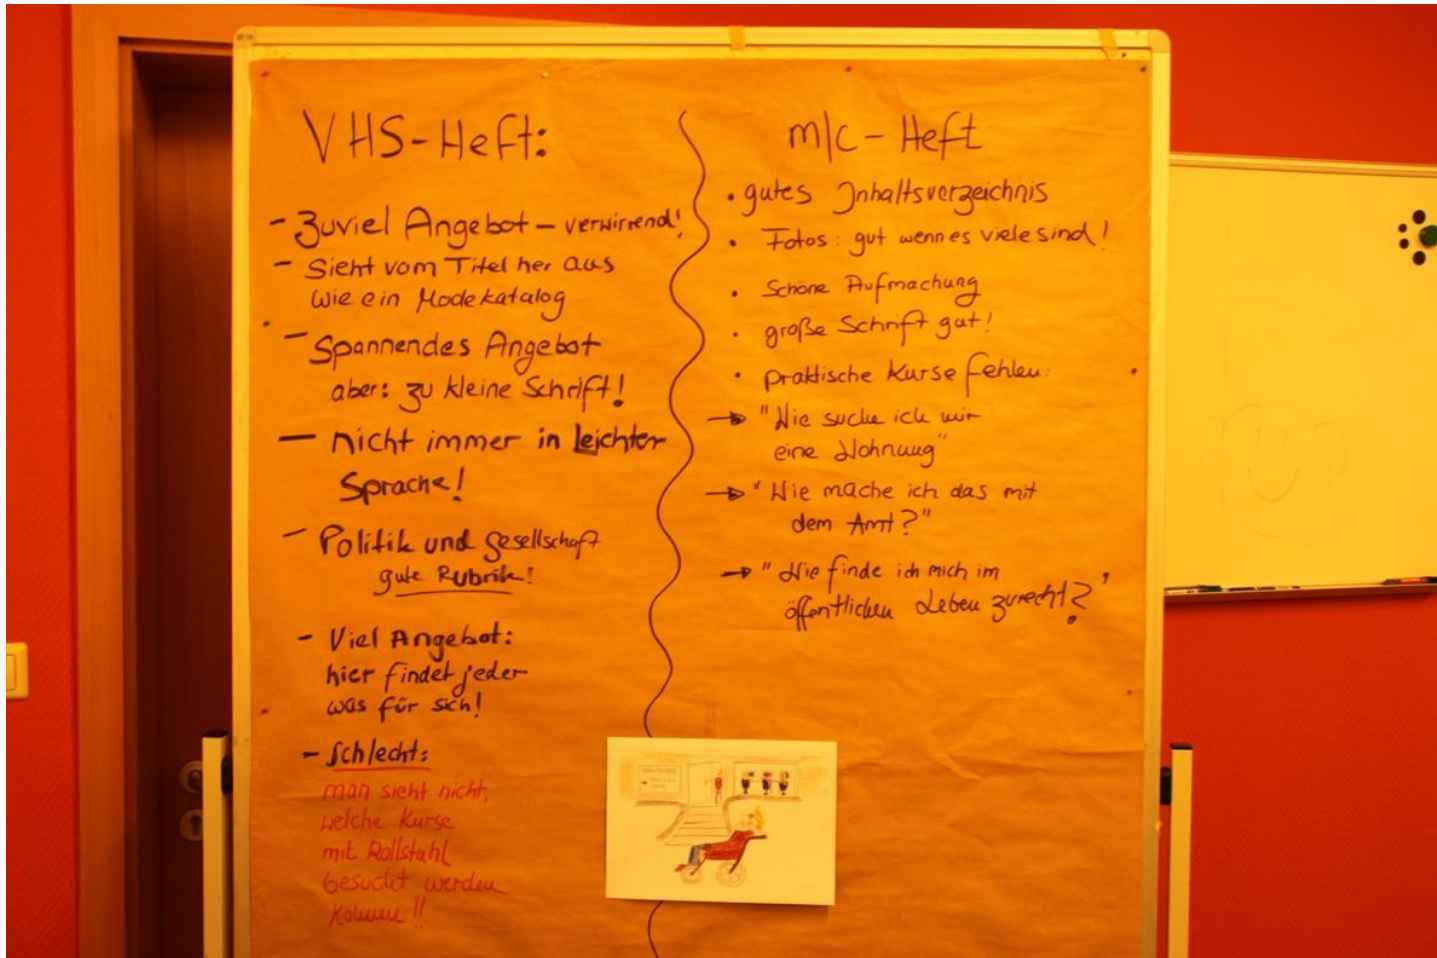 VHS-Heft:
- Zuviel Angebot – verwirrend!
- Sieht vom Titel her aus
wie ein Modekatalog
- Spannendes Angebot
aber: zu kleine Schrift!
- nicht immer in leichter
Sprache!
- Politik und Gesellschaft
gute Rubrik!
- Viel Angebot:
hier findet jeder
was für sich!
- Schlecht:
man sieht nicht,
welche Kurse
mit Rollstuhl
besucht werden
können!!
m|c - Heft
• gutes Inhaltsverzeichnis
• Fotos: gut wenn es viele sind!
• Schöne Aufmachung
• große Schrift gut!
• praktische Kurse fehlen:
→ "Wie suche ich mir
eine Wohnung"
→ "Wie mache ich das mit
dem Amt?"
→ "Wie finde ich mich im
öffentlichen Leben zurecht?"